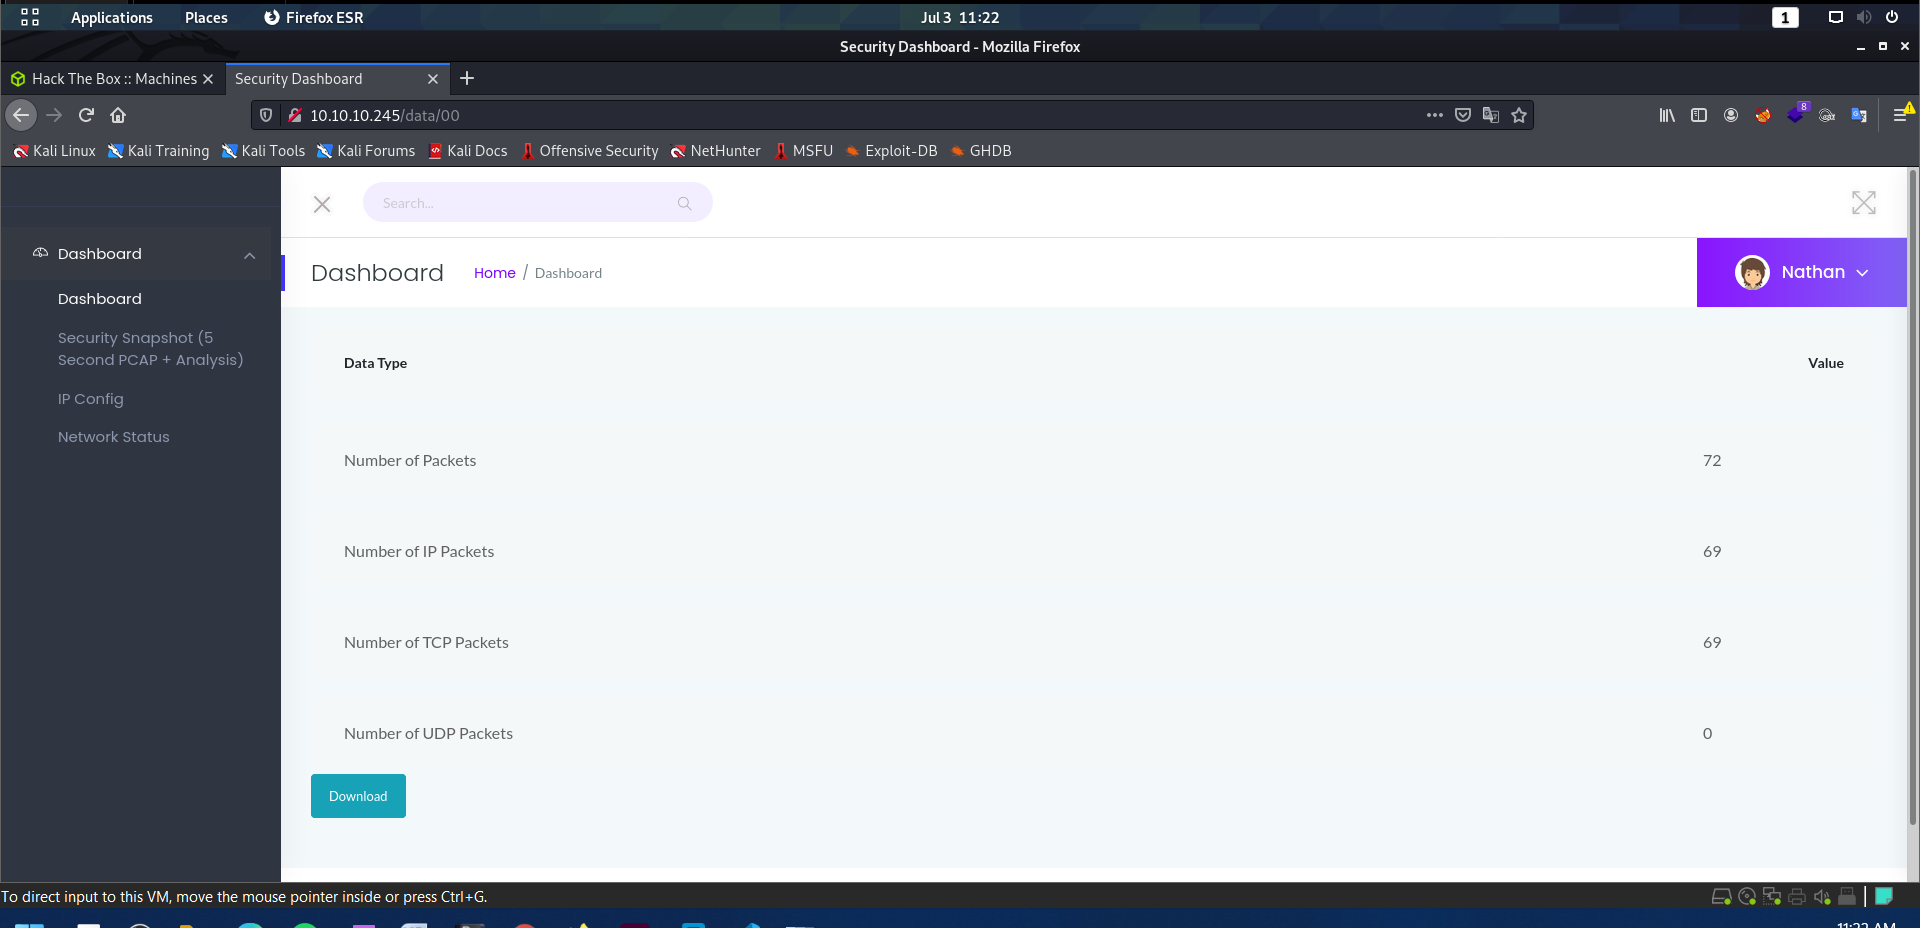 Applications Places Firefox ESR Jul 3 11:22 1
Security Dashboard - Mozilla Firefox
Hack The Box :: Machines Security Dashboard
10.10.10.245/data/00 8
Kali Linux Kali Training Kali Tools Kali Forums Kali Docs Offensive Security NetHunter MSFU Exploit-DB GHDB
Search...
Dashboard
Dashboard
Security Snapshot (5
Second PCAP + Analysis)
IP Config
Network Status
Dashboard Home / Dashboard Nathan
Data Type Value
Number of Packets 72
Number of IP Packets 69
Number of TCP Packets 69
Number of UDP Packets 0
Download
To direct input to this VM, move the mouse pointer inside or press Ctrl+G.